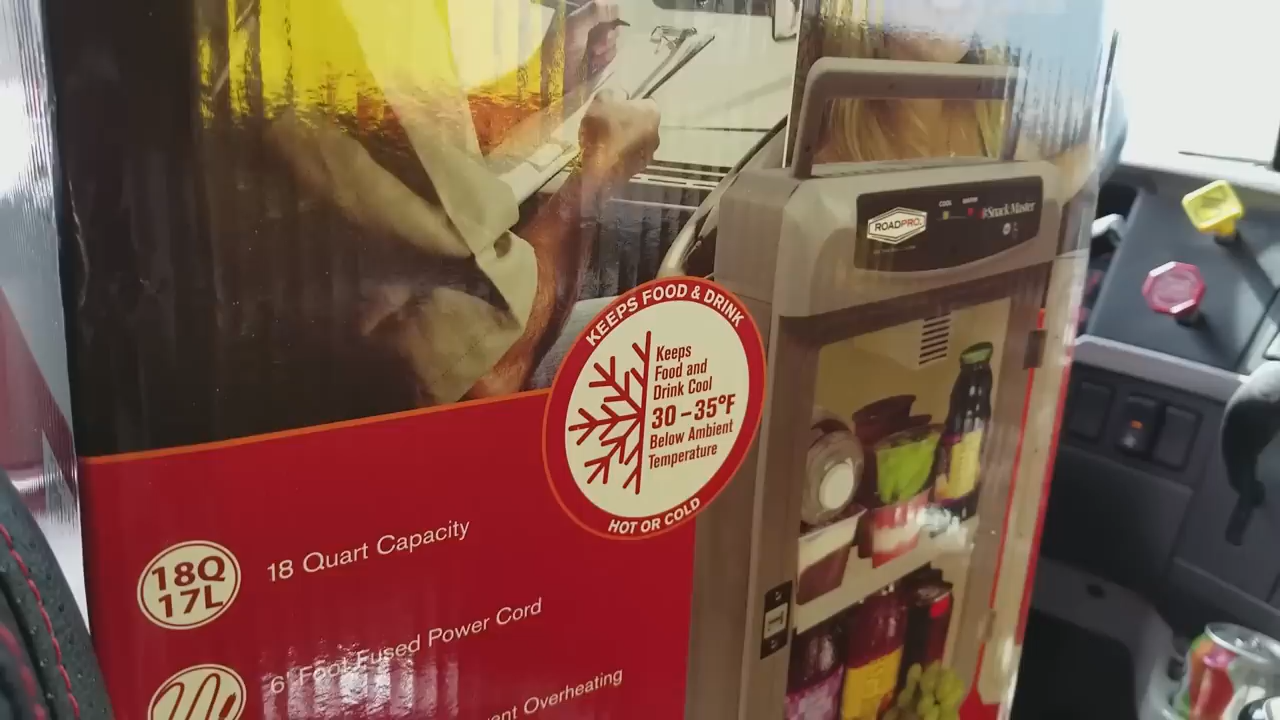 COOL
ROADPRO.
SnackMaster
KEEPS FOOD & DRINK
Keeps
Food and
Drink Cool
30-35°F
Below Ambient
Temperature
HOT OR COLD
18Q
17L
18 Quart Capacity
6' Foot Fused Power Cord
Overheating